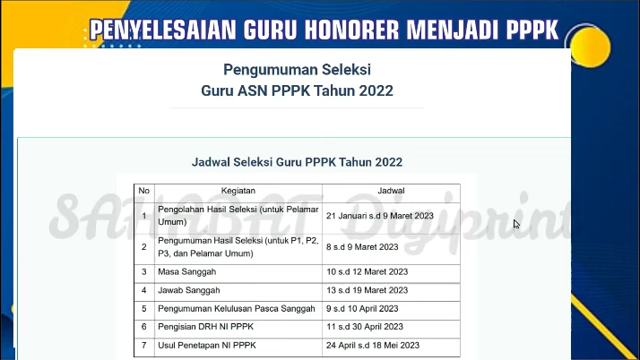 PENYELESAIAN GURU HONORER MENJADI PPPK
Pengumuman Seleksi
Guru ASN PPPK Tahun 2022
Jadwal Seleksi Guru PPPK Tahun 2022
No Kegiatan Jadwal
1 Pengolahan Hasil Seleksi (untuk Pelamar Umum) 21 Januari s.d 9 Maret 2023
2 Pengumuman Hasil Seleksi (untuk P1, P2, P3, dan Pelamar Umum) 8 s.d 9 Maret 2023
3 Masa Sanggah 10 s.d 12 Maret 2023
4 Jawab Sanggah 13 s.d 19 Maret 2023
5 Pengumuman Kelulusan Pasca Sanggah 9 s.d 10 April 2023
6 Pengisian DRH NI PPPK 11 s.d 30 April 2023
7 Usul Penetapan NI PPPK 24 April s.d 18 Mei 2023
SAHABAT Digiprint